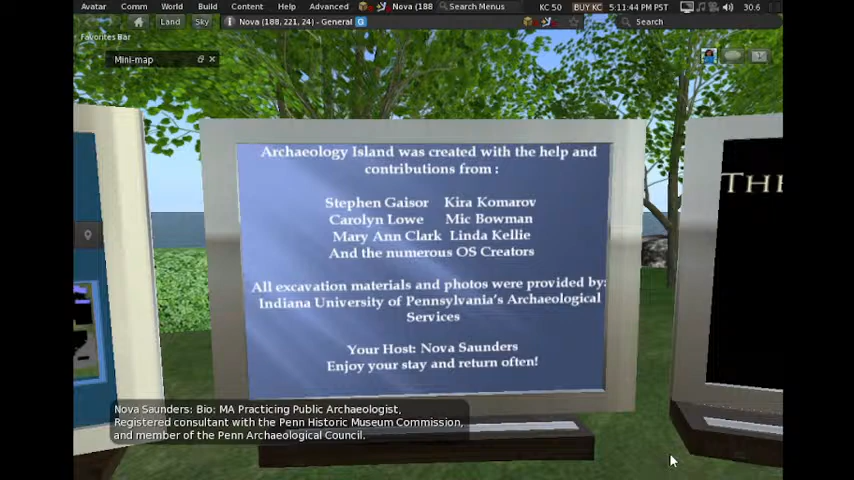 Avatar Comm World Build Content Help Advanced Nova (188 Search Menus KC 50 BUY KC 5:11:44 PM PST 30.6
Land Sky Nova (188, 221, 24) - General G Search
Favorites Bar
Mini-map
Archaeology Island was created with the help and
contributions from :
Stephen Gaisor Kira Komarov
Carolyn Lowe Mic Bowman
Mary Ann Clark Linda Kellie
And the numerous OS Creators
All excavation materials and photos were provided by:
Indiana University of Pennsylvania's Archaeological
Services
Your Host: Nova Saunders
Enjoy your stay and return often!
The
Nova Saunders: Bio: MA Practicing Public Archaeologist,
Registered consultant with the Penn Historic Museum Commission,
and member of the Penn Archaeological Council.